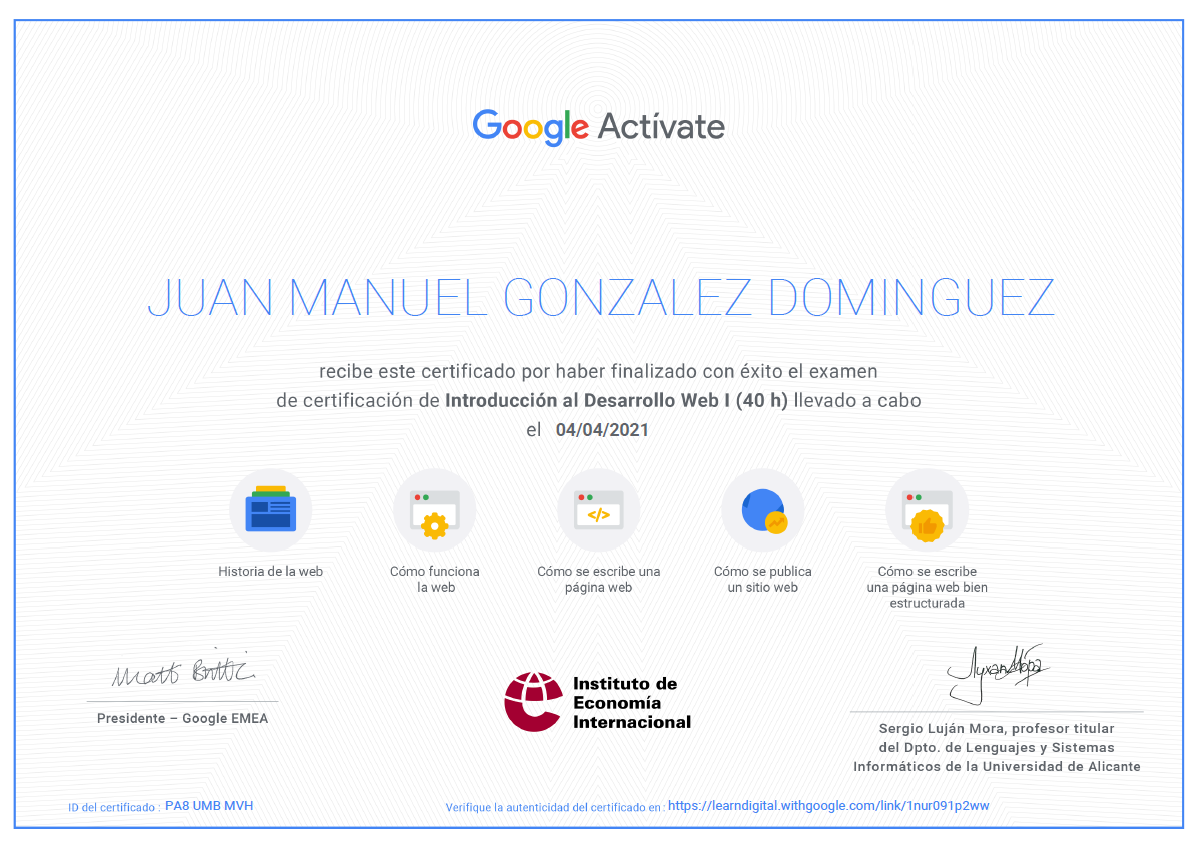 Google Actívate
JUAN MANUEL GONZALEZ DOMINGUEZ
recibe este certificado por haber finalizado con éxito el examen
de certificación de Introducción al Desarrollo Web I (40 h) llevado a cabo
el 04/04/2021
Historia de la web
Cómo funciona
la web
</>
Cómo se escribe una
página web
Cómo se publica
un sitio web
Cómo se escribe
una página web bien
estructurada
Presidente – Google EMEA
Instituto de
Economía
Internacional
Sergio Luján Mora, profesor titular
del Dpto. de Lenguajes y Sistemas
Informáticos de la Universidad de Alicante
ID del certificado : PA8 UMB MVH
Verifique la autenticidad del certificado en : https://learndigital.withgoogle.com/link/1nur091p2ww